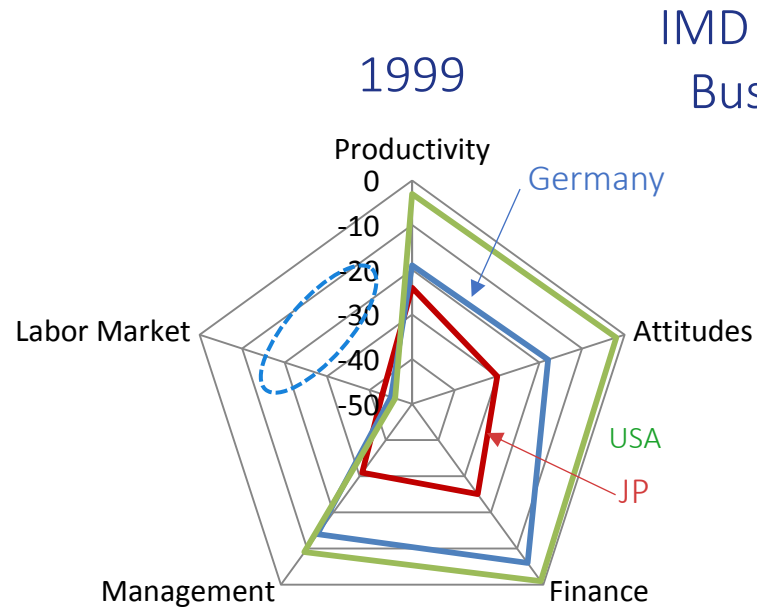 IMD
1999
Bus
Productivity
Germany
0
-10
-20
-30
-40
-50
Labor Market
Attitudes
USA
JP
Management
Finance